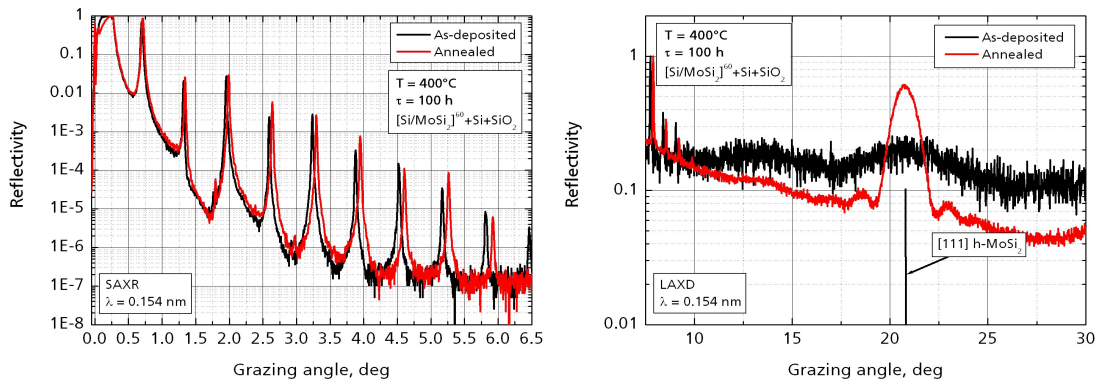 As-deposited
Annealed
T = 400°C
τ = 100 h
[Si/MoSi2]60+Si+SiO2
SAXR
λ = 0.154 nm
Reflectivity
1
0.1
0.01
1E-3
1E-4
1E-5
1E-6
1E-7
1E-8
0.0 0.5 1.0 1.5 2.0 2.5 3.0 3.5 4.0 4.5 5.0 5.5 6.0 6.5
Grazing angle, deg
T = 400°C
τ = 100 h
[Si/MoSi2]60+Si+SiO2
As-deposited
Annealed
[111] h-MoSi2
LAXD
λ = 0.154 nm
Reflectivity
1
0.1
0.01
10 15 20 25 30
Grazing angle, deg